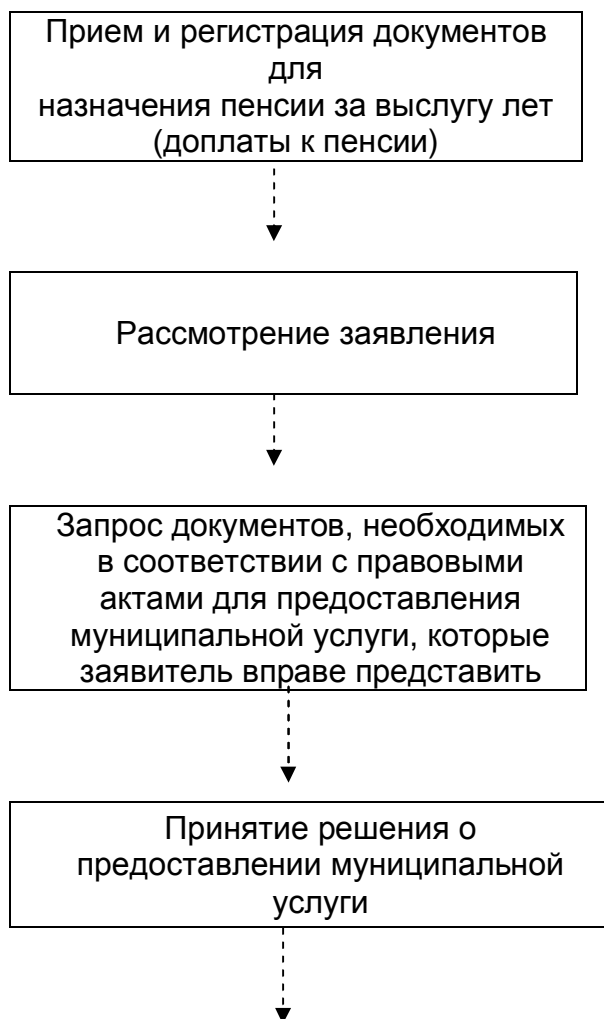 Прием и регистрация документов
для
назначения пенсии за выслугу лет
(доплаты к пенсии)
Рассмотрение заявления
Запрос документов, необходимых
в соответствии с правовыми
актами для предоставления
муниципальной услуги, которые
заявитель вправе представить
Принятие решения о
предоставлении муниципальной
услуги